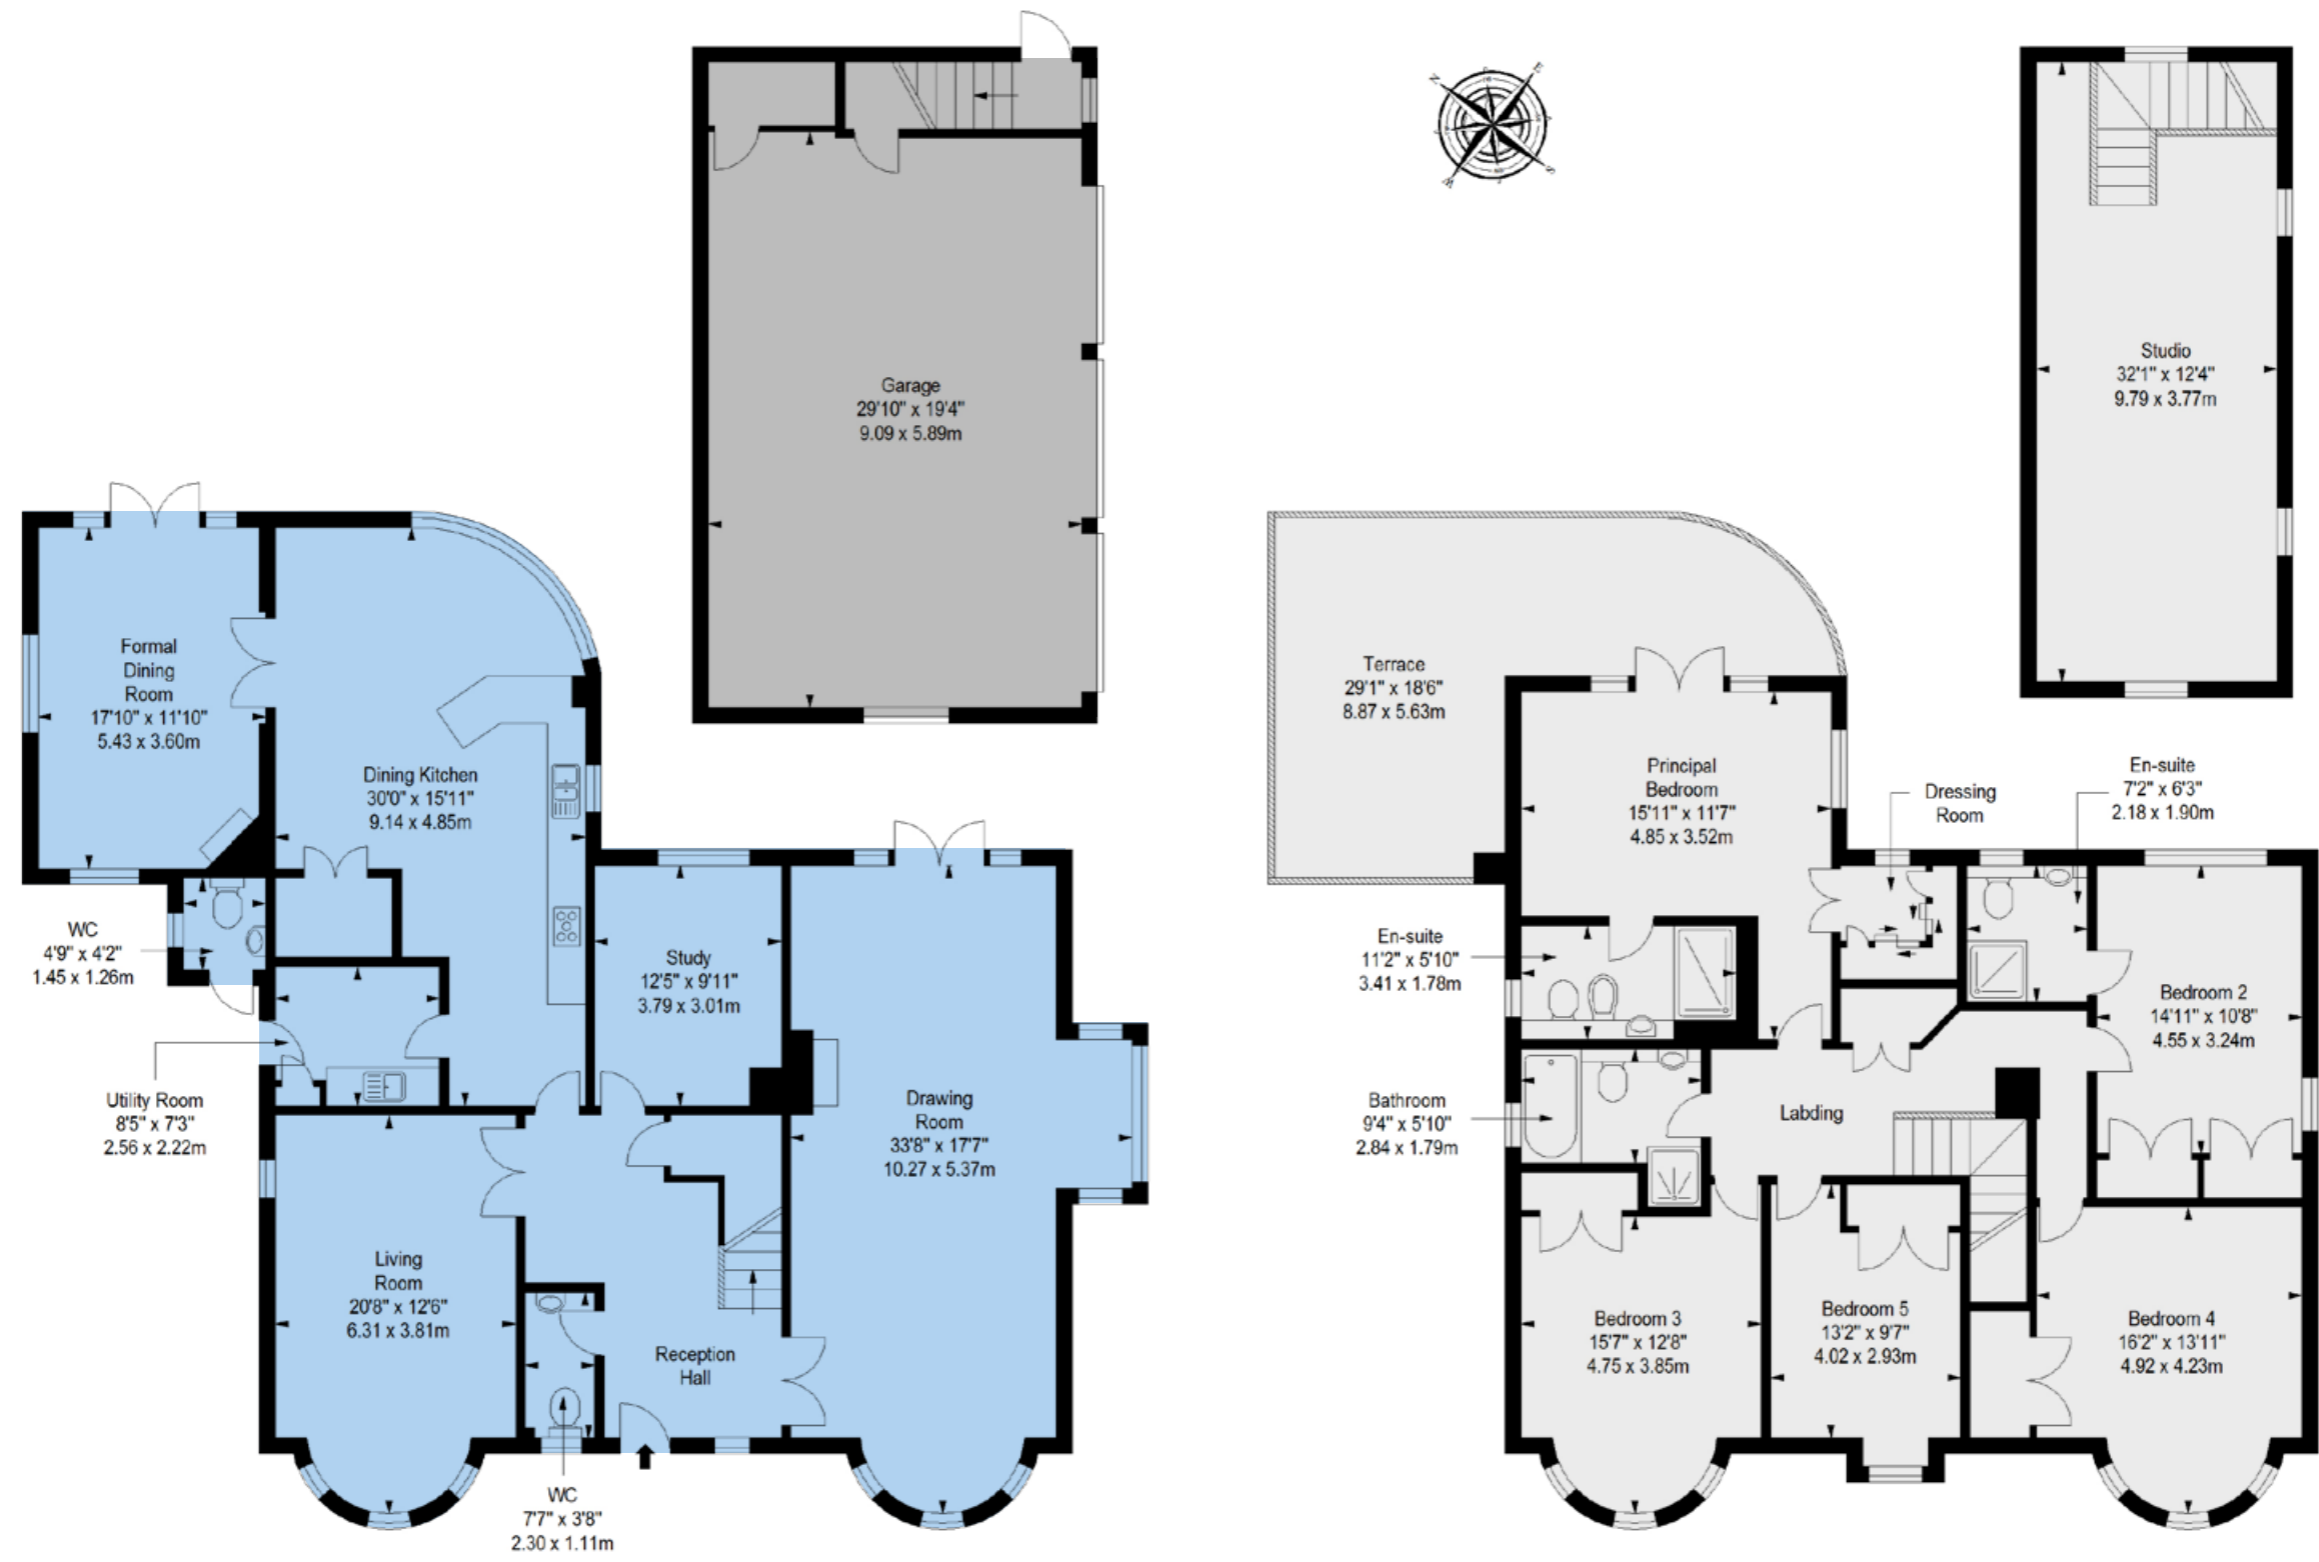 E
N
S
W
Garage
29'10" x 19'4"
9.09 x 5.89m
Studio
32'1" x 12'4"
9.79 x 3.77m
Formal
Dining
Room
17'10" x 11'10"
5.43 x 3.60m
Dining Kitchen
30'0" x 15'11"
9.14 x 4.85m
WC
4'9" x 4'2"
1.45 x 1.26m
Study
12'5" x 9'11"
3.79 x 3.01m
Utility Room
8'5" x 7'3"
2.56 x 2.22m
Drawing
Room
33'8" x 17'7"
10.27 x 5.37m
Living
Room
20'8" x 12'6"
6.31 x 3.81m
Reception
Hall
WC
7'7" x 3'8"
2.30 x 1.11m
Terrace
29'1" x 18'6"
8.87 x 5.63m
Principal
Bedroom
15'11" x 11'7"
4.85 x 3.52m
Dressing
Room
En-suite
7'2" x 6'3"
2.18 x 1.90m
En-suite
11'2" x 5'10"
3.41 x 1.78m
Bedroom 2
14'11" x 10'8"
4.55 x 3.24m
Bathroom
9'4" x 5'10"
2.84 x 1.79m
Labding
Bedroom 3
15'7" x 12'8"
4.75 x 3.85m
Bedroom 5
13'2" x 9'7"
4.02 x 2.93m
Bedroom 4
16'2" x 13'11"
4.92 x 4.23m